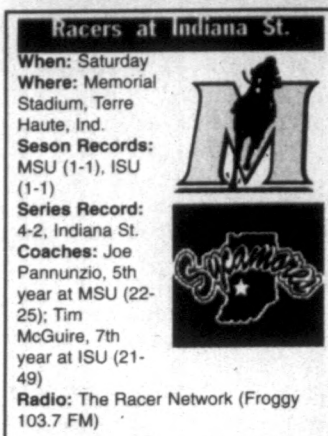 Racers at Indiana St.
When: Saturday
Where: Memorial
Stadium, Terre
Haute, Ind.
Seson Records:
MSU (1-1), ISU
(1-1)
Series Record:
4-2, Indiana St.
Coaches: Joe
Pannunzio, 5th
year at MSU (22-
25); Tim
McGuire, 7th
year at ISU (21-
49)
Radio: The Racer Network (Froggy
103.7 FM)
M
Sycamores